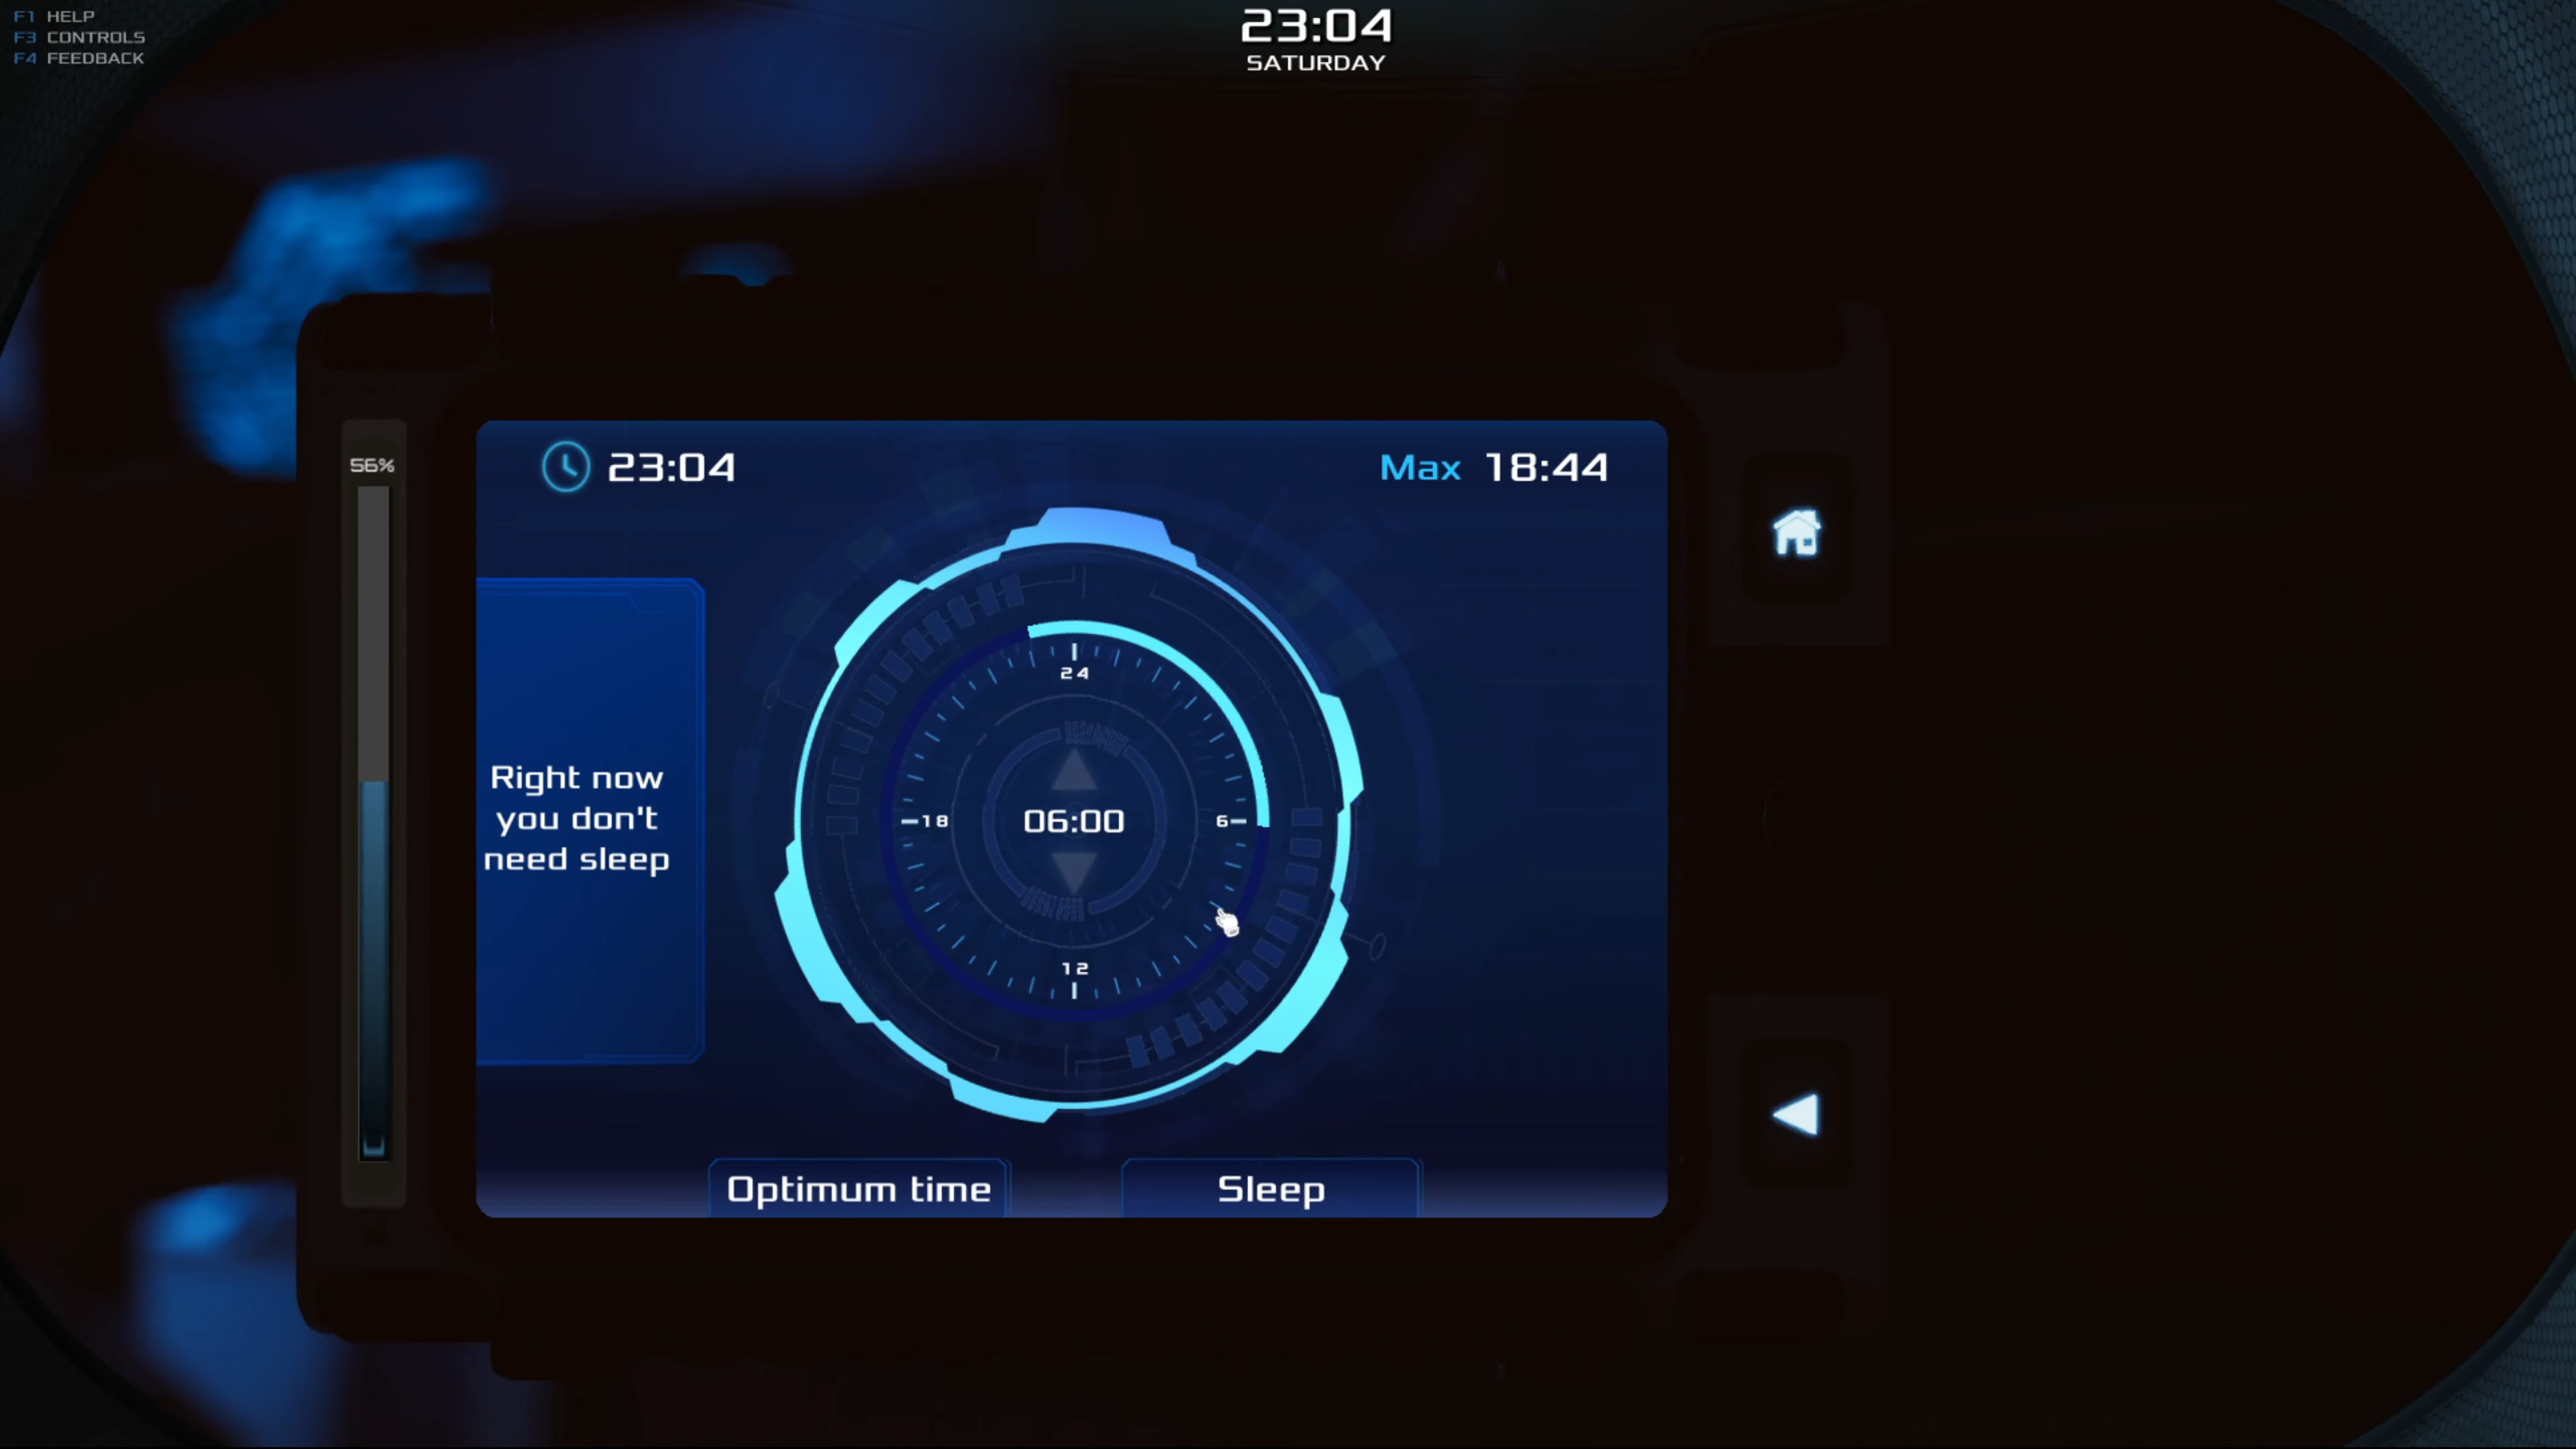 F1 HELP
F3 CONTROLS
F4 FEEDBACK
23:04
SATURDAY
56%
23:04
Max 18:44
Right now
you don't
need sleep
24
18
06:00
6
12
Optimum time
Sleep